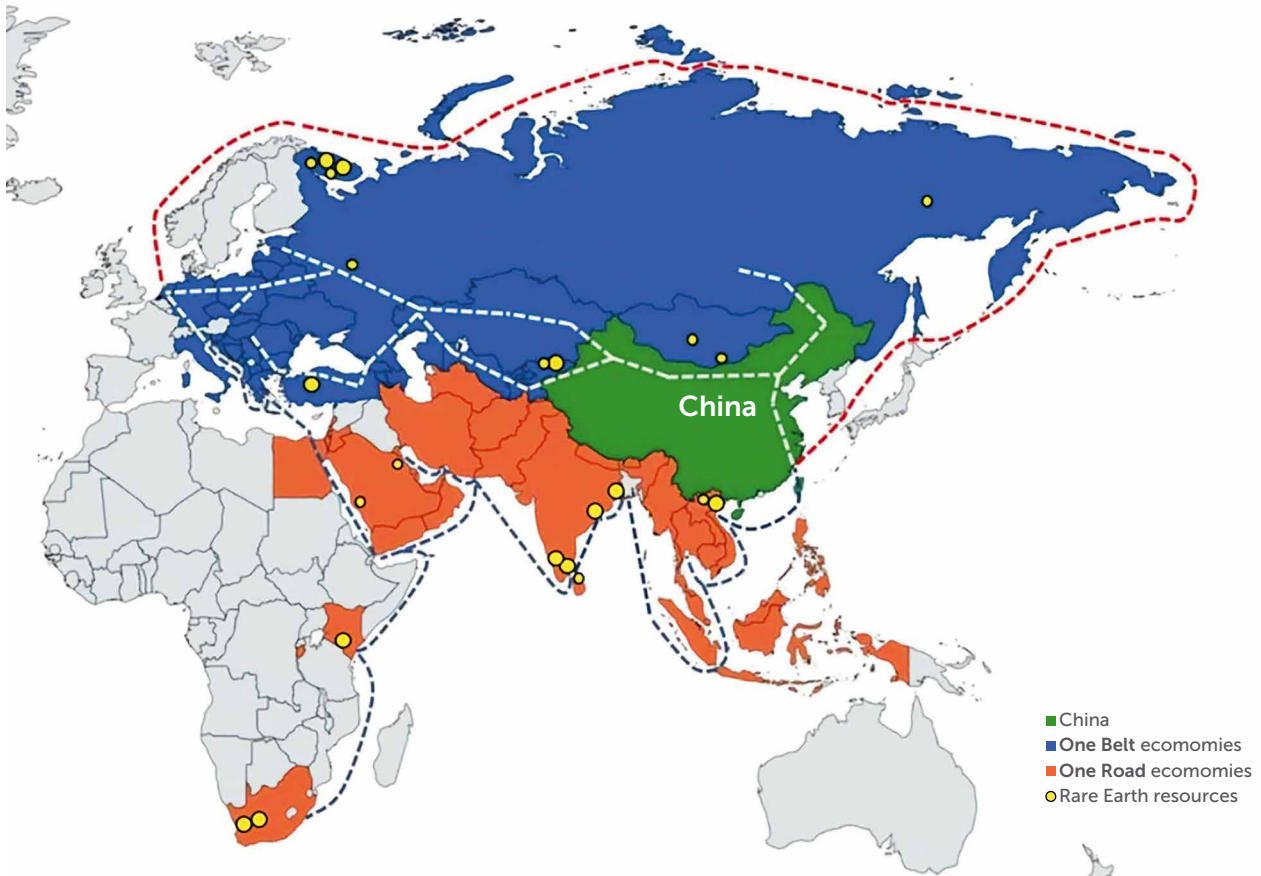 China
China
One Belt ecomomies
One Road ecomomies
Rare Earth resources